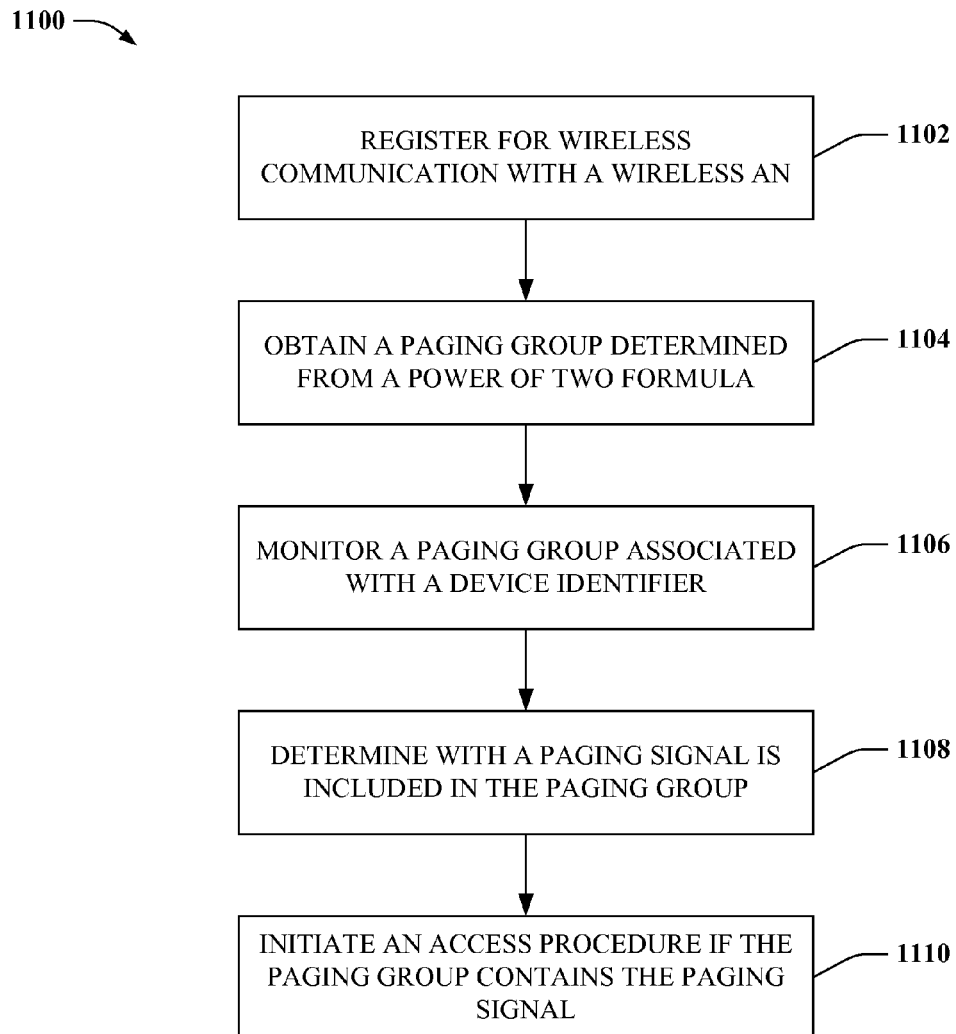 1100
REGISTER FOR WIRELESS
COMMUNICATION WITH A WIRELESS AN
1102
OBTAIN A PAGING GROUP DETERMINED
FROM A POWER OF TWO FORMULA
1104
MONITOR A PAGING GROUP ASSOCIATED
WITH A DEVICE IDENTIFIER
1106
DETERMINE WITH A PAGING SIGNAL IS
INCLUDED IN THE PAGING GROUP
1108
INITIATE AN ACCESS PROCEDURE IF THE
PAGING GROUP CONTAINS THE PAGING
SIGNAL
1110